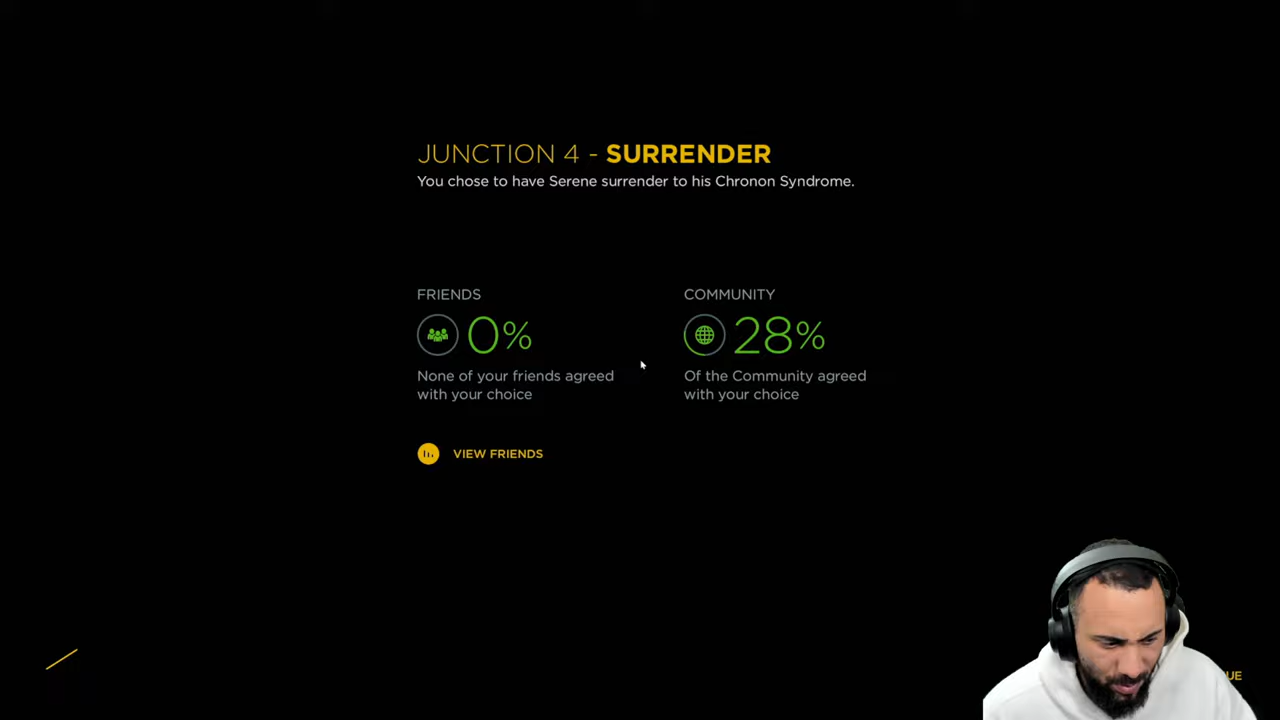 JUNCTION 4 - SURRENDER
You chose to have Serene surrender to his Chronon Syndrome.
FRIENDS
0%
None of your friends agreed
with your choice
COMMUNITY
28%
Of the Community agreed
with your choice
VIEW FRIENDS